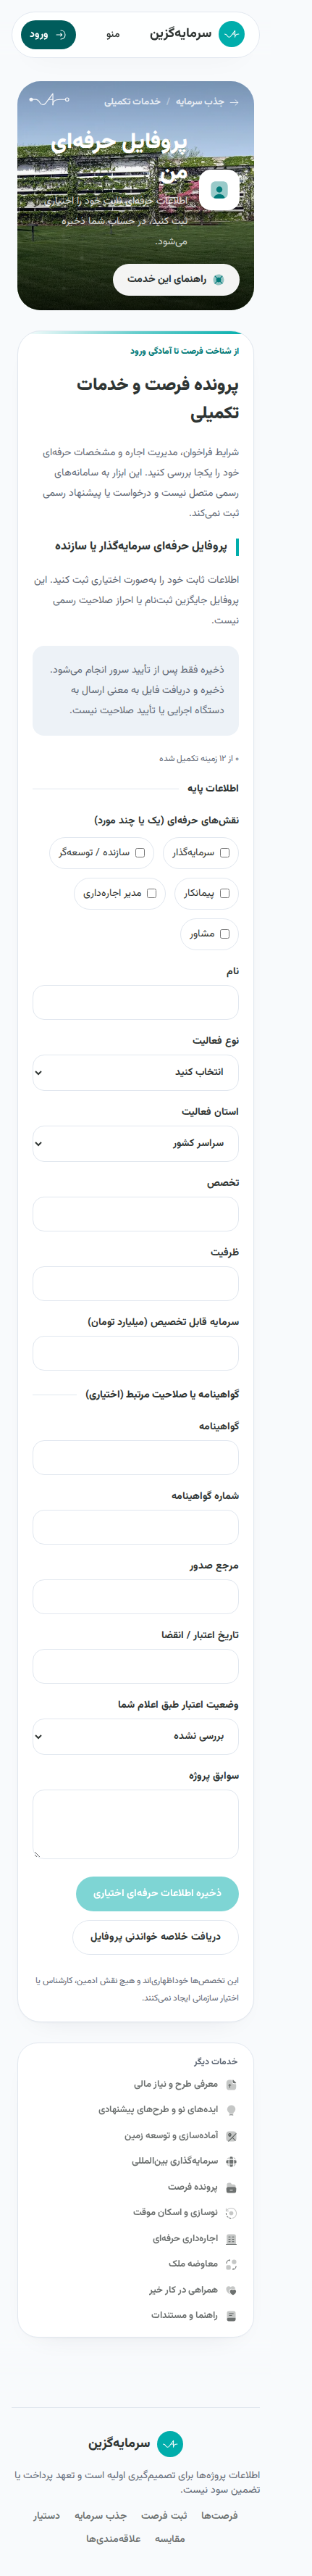 سرمایه‌گزین
منو
ورود
جذب سرمایه / خدمات تکمیلی
پروفایل حرفه‌ای
من
اطلاعات حرفه‌ای ثابت خود را اختیاری
ثبت کنید؛ در حساب شما ذخیره
می‌شود.
راهنمای این خدمت
از شناخت فرصت تا آمادگی ورود
پرونده فرصت و خدمات
تکمیلی
شرایط فراخوان، مدیریت اجاره و مشخصات حرفه‌ای
خود را یکجا بررسی کنید. این ابزار به سامانه‌های
رسمی متصل نیست و درخواست یا پیشنهاد رسمی
ثبت نمی‌کند.
پروفایل حرفه‌ای سرمایه‌گذار یا سازنده
اطلاعات ثابت خود را به‌صورت اختیاری ثبت کنید. این
پروفایل جایگزین ثبت‌نام یا احراز صلاحیت رسمی
نیست.
ذخیره فقط پس از تأیید سرور انجام می‌شود.
ذخیره و دریافت فایل به معنی ارسال به
دستگاه اجرایی یا تأیید صلاحیت نیست.
۰ از ۱۲ زمینه تکمیل شده
اطلاعات پایه
نقش‌های حرفه‌ای (یک یا چند مورد)
سرمایه‌گذار
سازنده / توسعه‌گر
پیمانکار
مدیر اجاره‌داری
مشاور
نام
نوع فعالیت
انتخاب کنید
استان فعالیت
سراسر کشور
تخصص
ظرفیت
سرمایه قابل تخصیص (میلیارد تومان)
گواهینامه یا صلاحیت مرتبط (اختیاری)
گواهینامه
شماره گواهینامه
مرجع صدور
تاریخ اعتبار / انقضا
وضعیت اعتبار طبق اعلام شما
بررسی نشده
سوابق پروژه
ذخیره اطلاعات حرفه‌ای اختیاری
دریافت خلاصه خواندنی پروفایل
این تخصص‌ها خوداظهاری‌اند و هیچ نقش ادمین، کارشناس یا
اختیار سازمانی ایجاد نمی‌کنند.
خدمات دیگر
معرفی طرح و نیاز مالی
ایده‌های نو و طرح‌های پیشنهادی
آماده‌سازی و توسعه زمین
سرمایه‌گذاری بین‌المللی
پرونده فرصت
نوسازی و اسکان موقت
اجاره‌داری حرفه‌ای
معاوضه ملک
همراهی در کار خیر
راهنما و مستندات
سرمایه‌گزین
اطلاعات پروژه‌ها برای تصمیم‌گیری اولیه است و تعهد پرداخت یا
تضمین سود نیست.
فرصت‌ها
ثبت فرصت
جذب سرمایه
دستیار
مقایسه
علاقه‌مندی‌ها